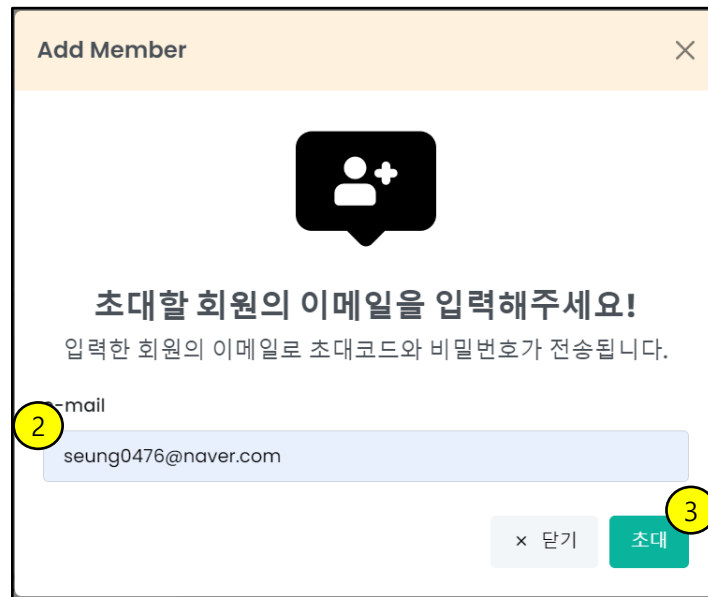 Add Member
초대할 회원의 이메일을 입력해주세요!
입력한 회원의 이메일로 초대코드와 비밀번호가 전송됩니다.
-mail
2
seung0476@naver.com
3
× 닫기
초대